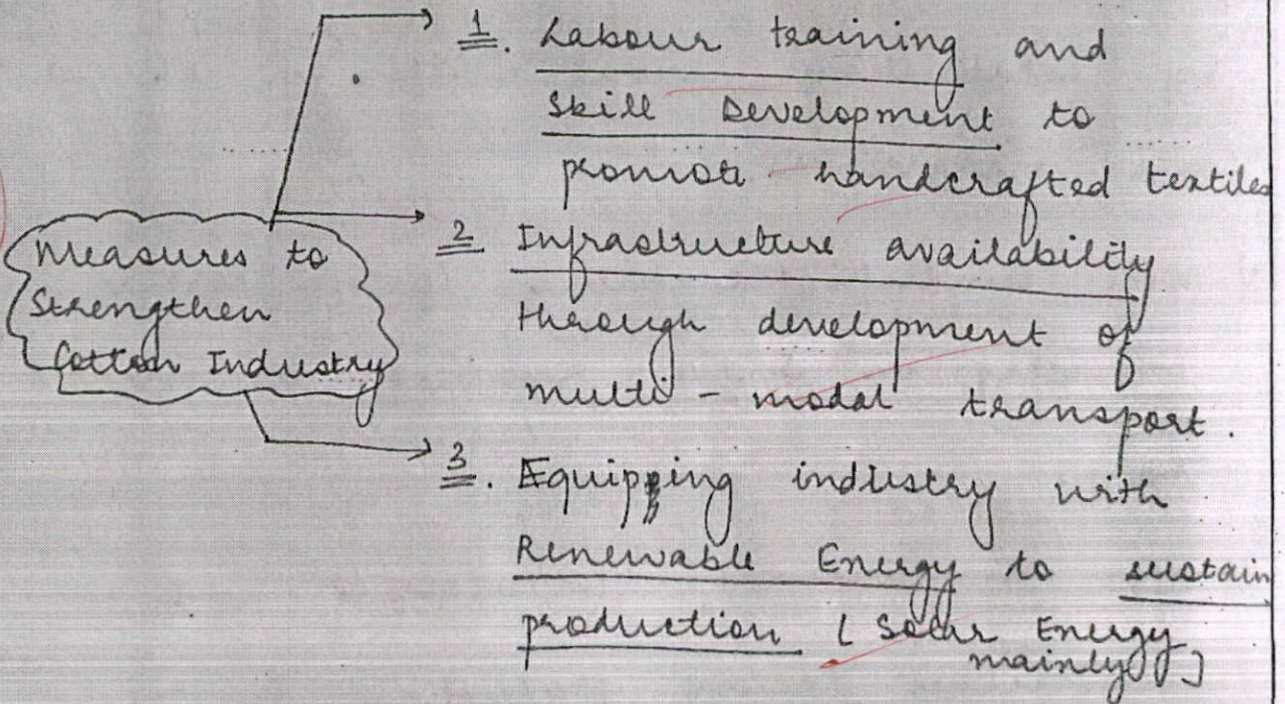 Measures to
Strengthen
Cotton Industry
1. Labour training and
Skill Development to
promote handcrafted textiles
2. Infrastructure availability
through development of
multi-modal transport.
3. Equipping industry with
Renewable Energy to sustain
production [Solar Energy
mainly]